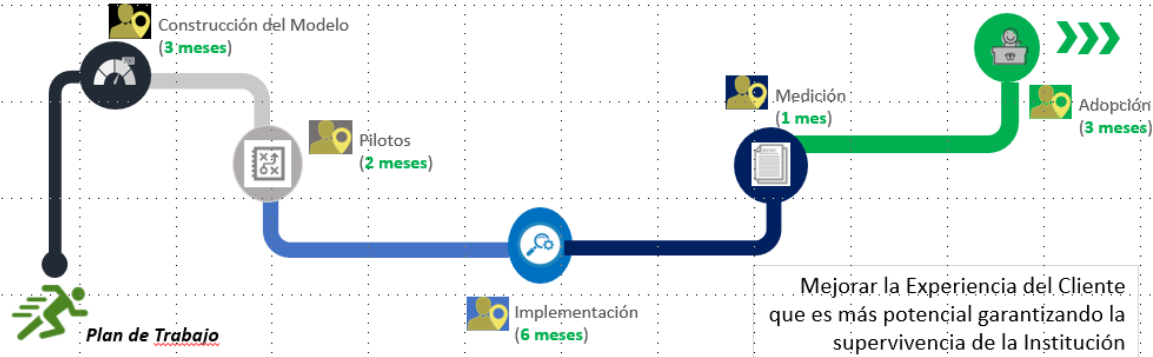 Construcción del Modelo
(3 meses)
Pilotos
(2 meses)
Implementación
(6 meses)
Medición
(1 mes)
Adopción
(3 meses)
Plan de Trabajo
Mejorar la Experiencia del Cliente
que es más potencial garantizando la
supervivencia de la Institución